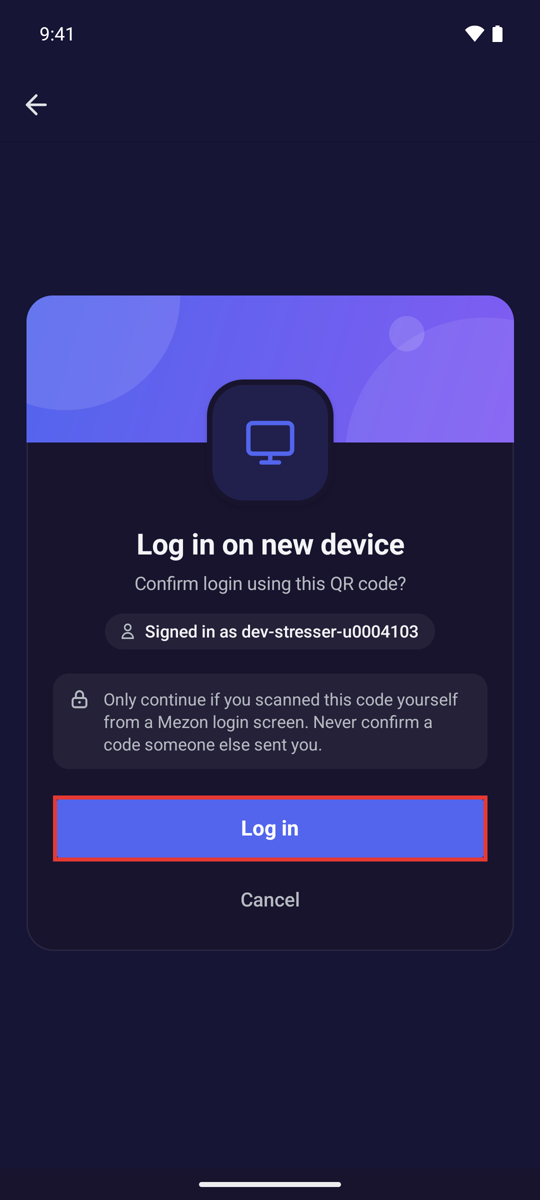 9:41
Log in on new device
Confirm login using this QR code?
Signed in as dev-stresser-u0004103
Only continue if you scanned this code yourself
from a Mezon login screen. Never confirm a
code someone else sent you.
Log in
Cancel